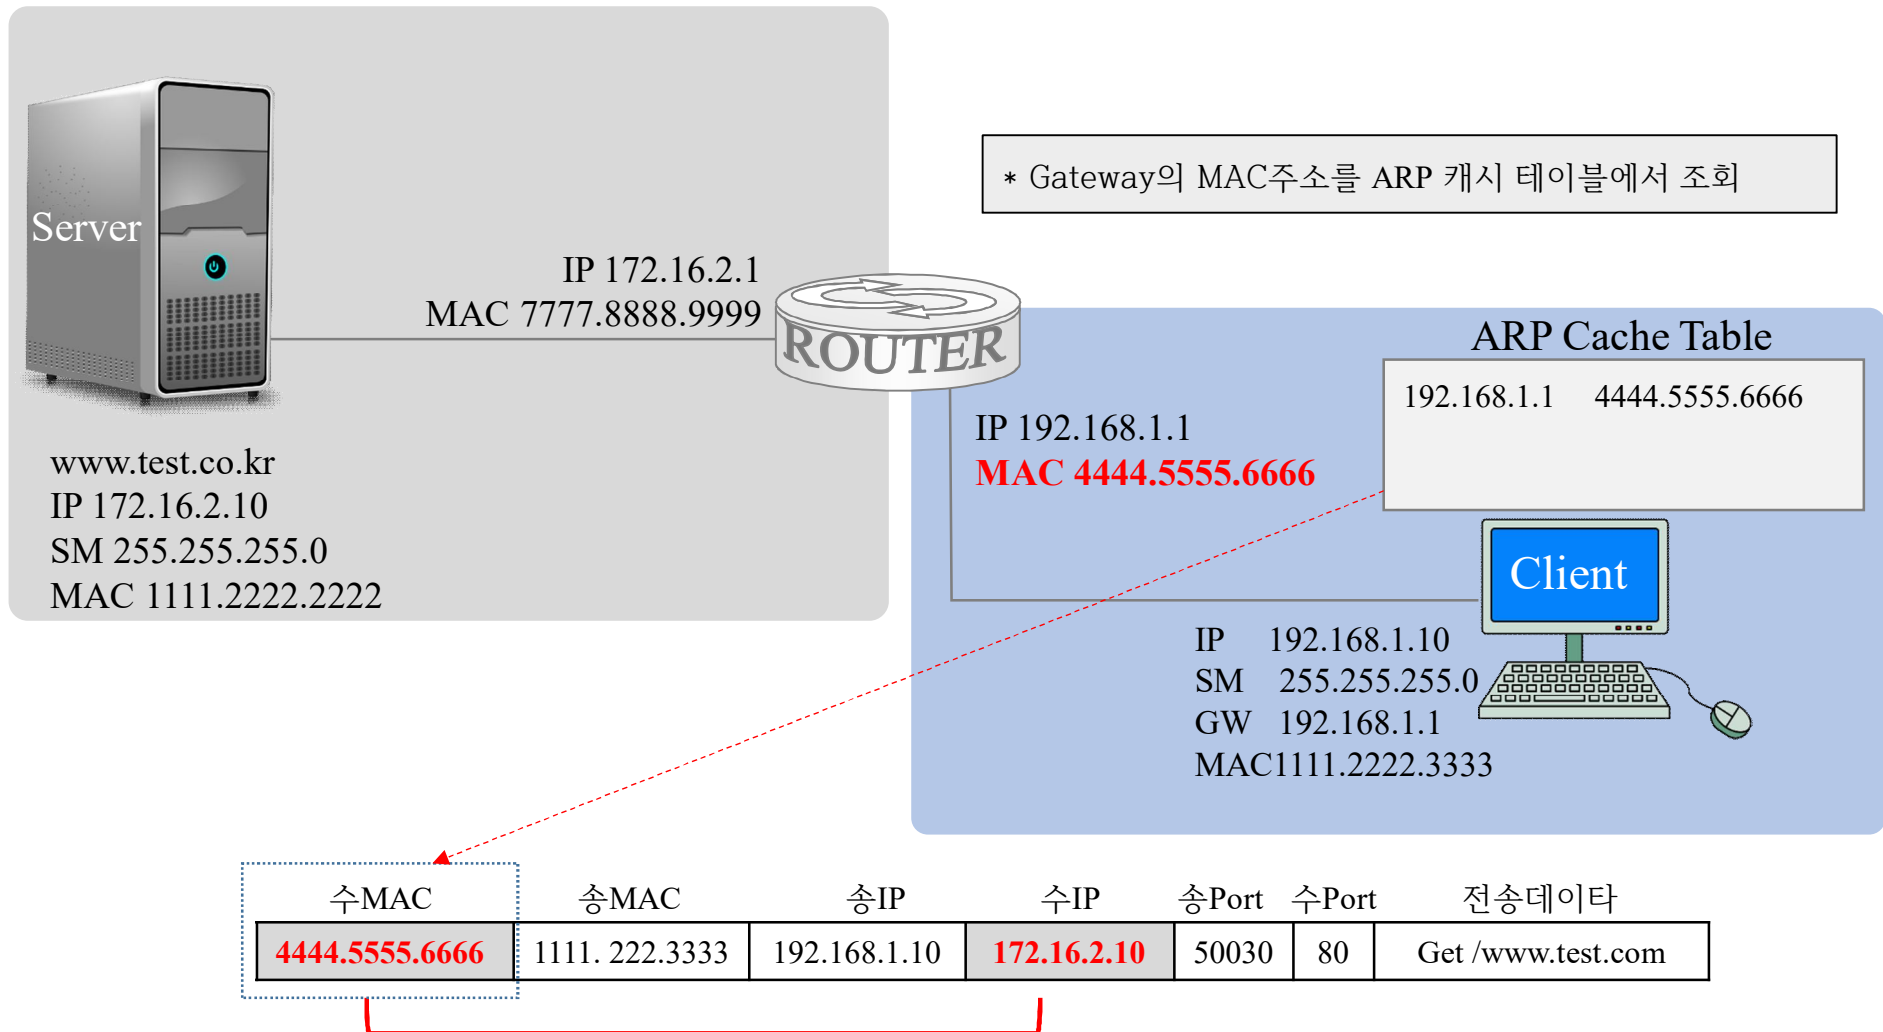 Server
* Gateway의 MAC주소를 ARP 캐시 테이블에서 조회
IP 172.16.2.1
MAC 7777.8888.9999
ROUTER
ARP Cache Table
192.168.1.1 4444.5555.6666
IP 192.168.1.1
MAC 4444.5555.6666
www.test.co.kr
IP 172.16.2.10
SM 255.255.255.0
MAC 1111.2222.2222
Client
IP 192.168.1.10
SM 255.255.255.0
GW 192.168.1.1
MAC1111.2222.3333
수MAC 송MAC 송IP 수IP 송Port 수Port 전송데이타
4444.5555.6666 1111. 222.3333 192.168.1.10 172.16.2.10 50030 80 Get /www.test.com